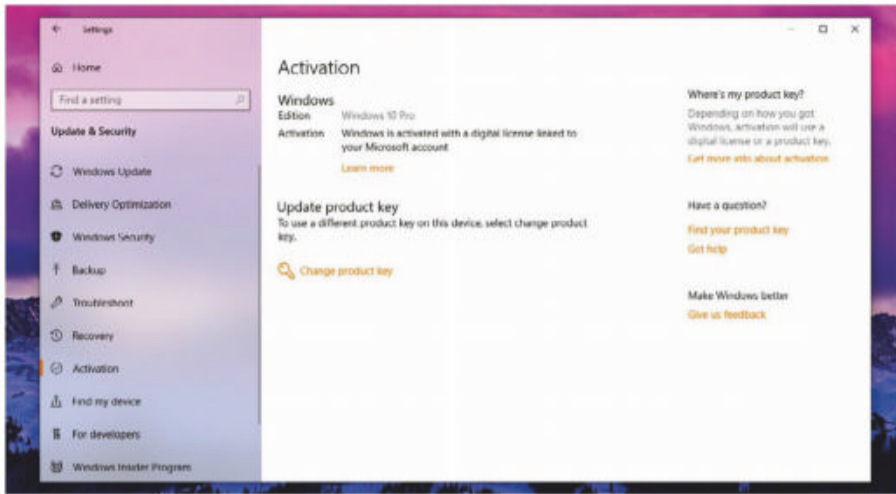 Settings
Home
Find a setting
Update & Security
Windows Update
Delivery Optimization
Windows Security
Backup
Troubleshoot
Recovery
Activation
Find my device
For developers
Windows Insider Program
Activation
Windows
Edition Windows 10 Pro
Activation Windows is activated with a digital license linked to
your Microsoft account
Learn more
Update product key
To use a different product key on this device, select change product
key.
Change product key
Where's my product key?
Depending on how you got
Windows, activation will use a
digital license or a product key.
Get more info about activation
Have a question?
Find your product key
Get help
Make Windows better
Give us feedback